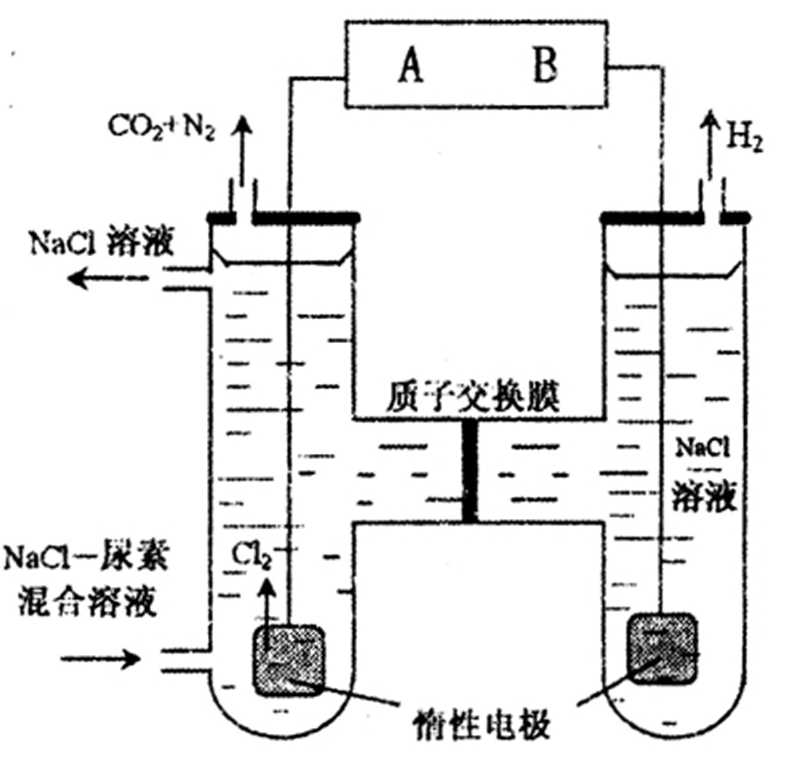 A B
CO₂+N₂
H₂
NaCl 溶液
质子交换膜
NaCl
溶液
NaCl－尿素
混合溶液
Cl₂
惰性电极